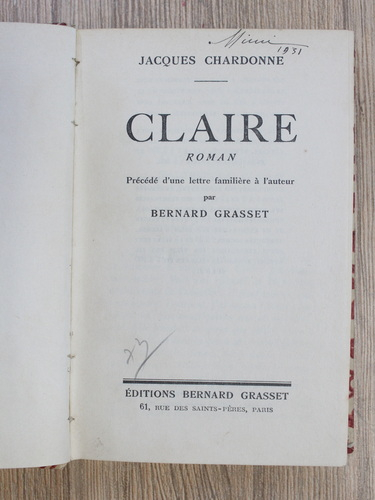 Mimi
1931
JACQUES CHARDONNE
CLAIRE
ROMAN
Précédé d'une lettre familière à l'auteur
par
BERNARD GRASSET
ÉDITIONS BERNARD GRASSET
61, RUE DES SAINTS-PÈRES, PARIS